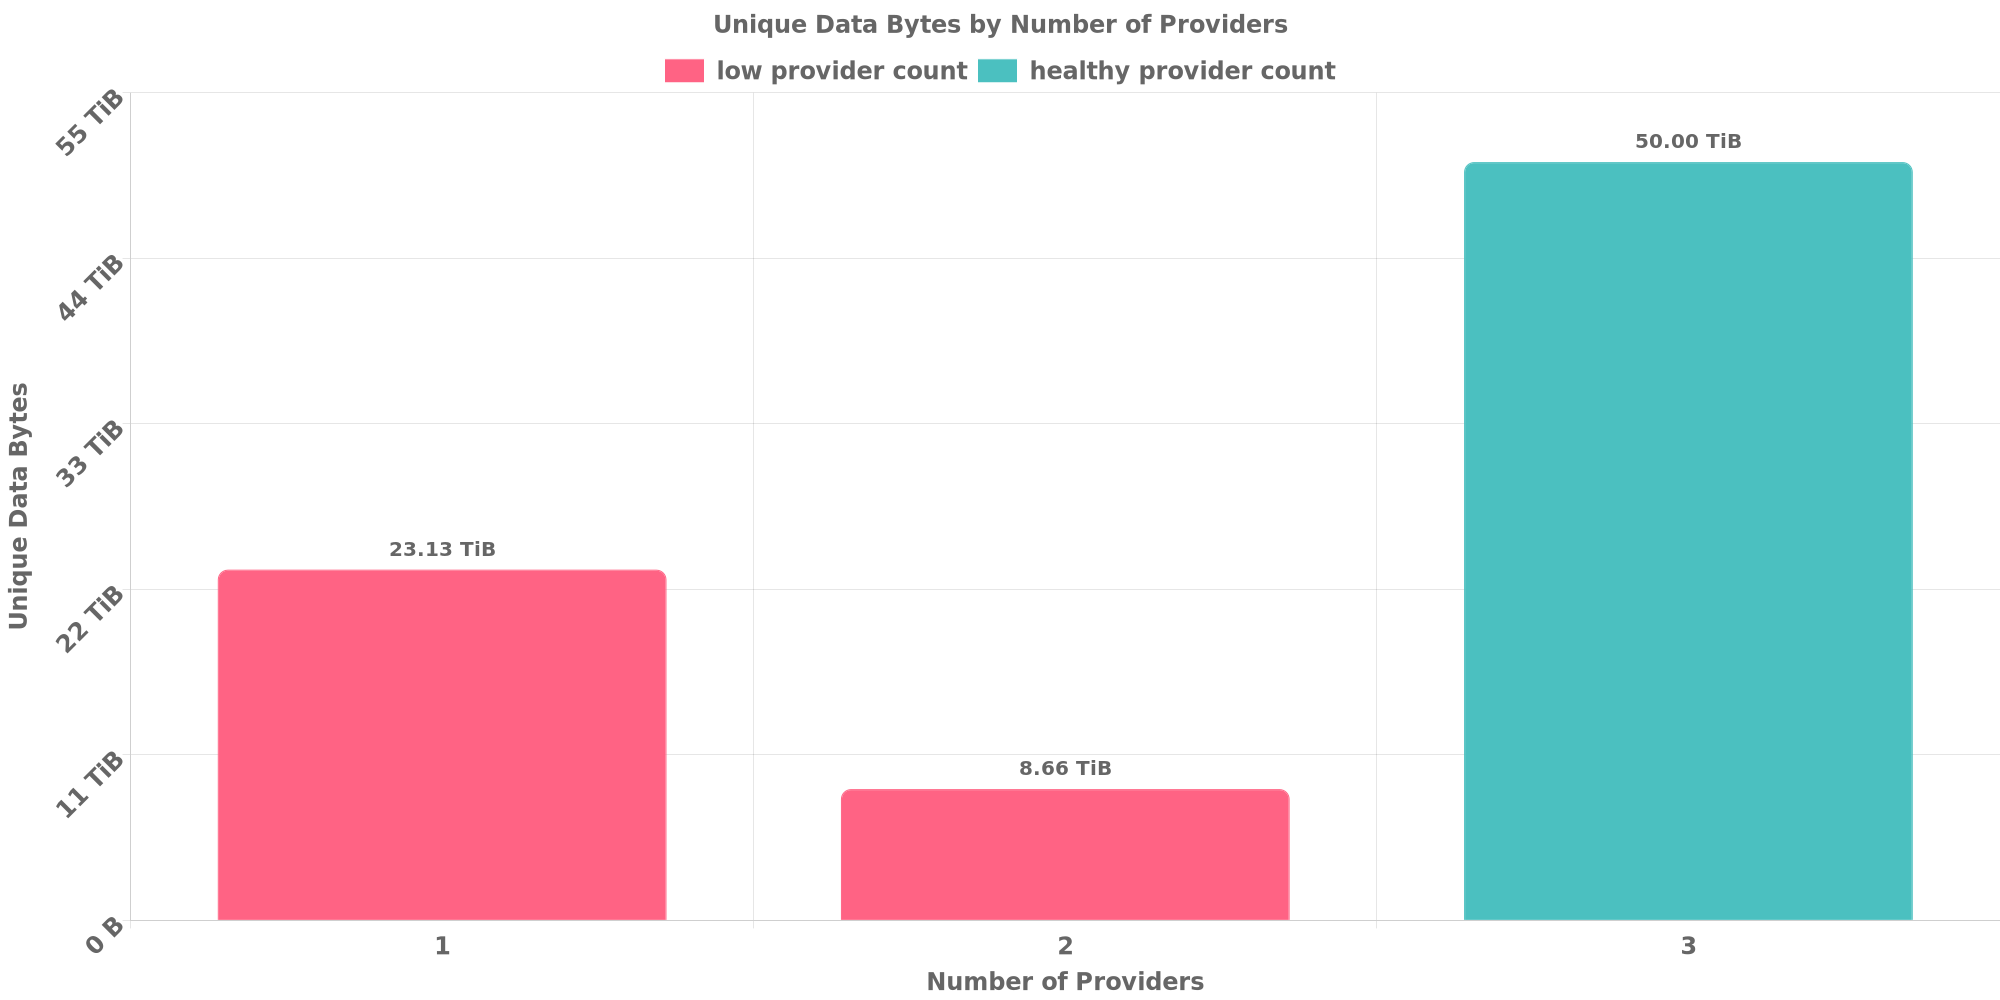 Unique Data Bytes by Number of Providers
low provider count healthy provider count
55 TiB
50.00 TiB
44 TiB
33 TiB
Unique Data Bytes
23.13 TiB
22 TiB
8.66 TiB
11 TiB
0 B
1 2 3
Number of Providers